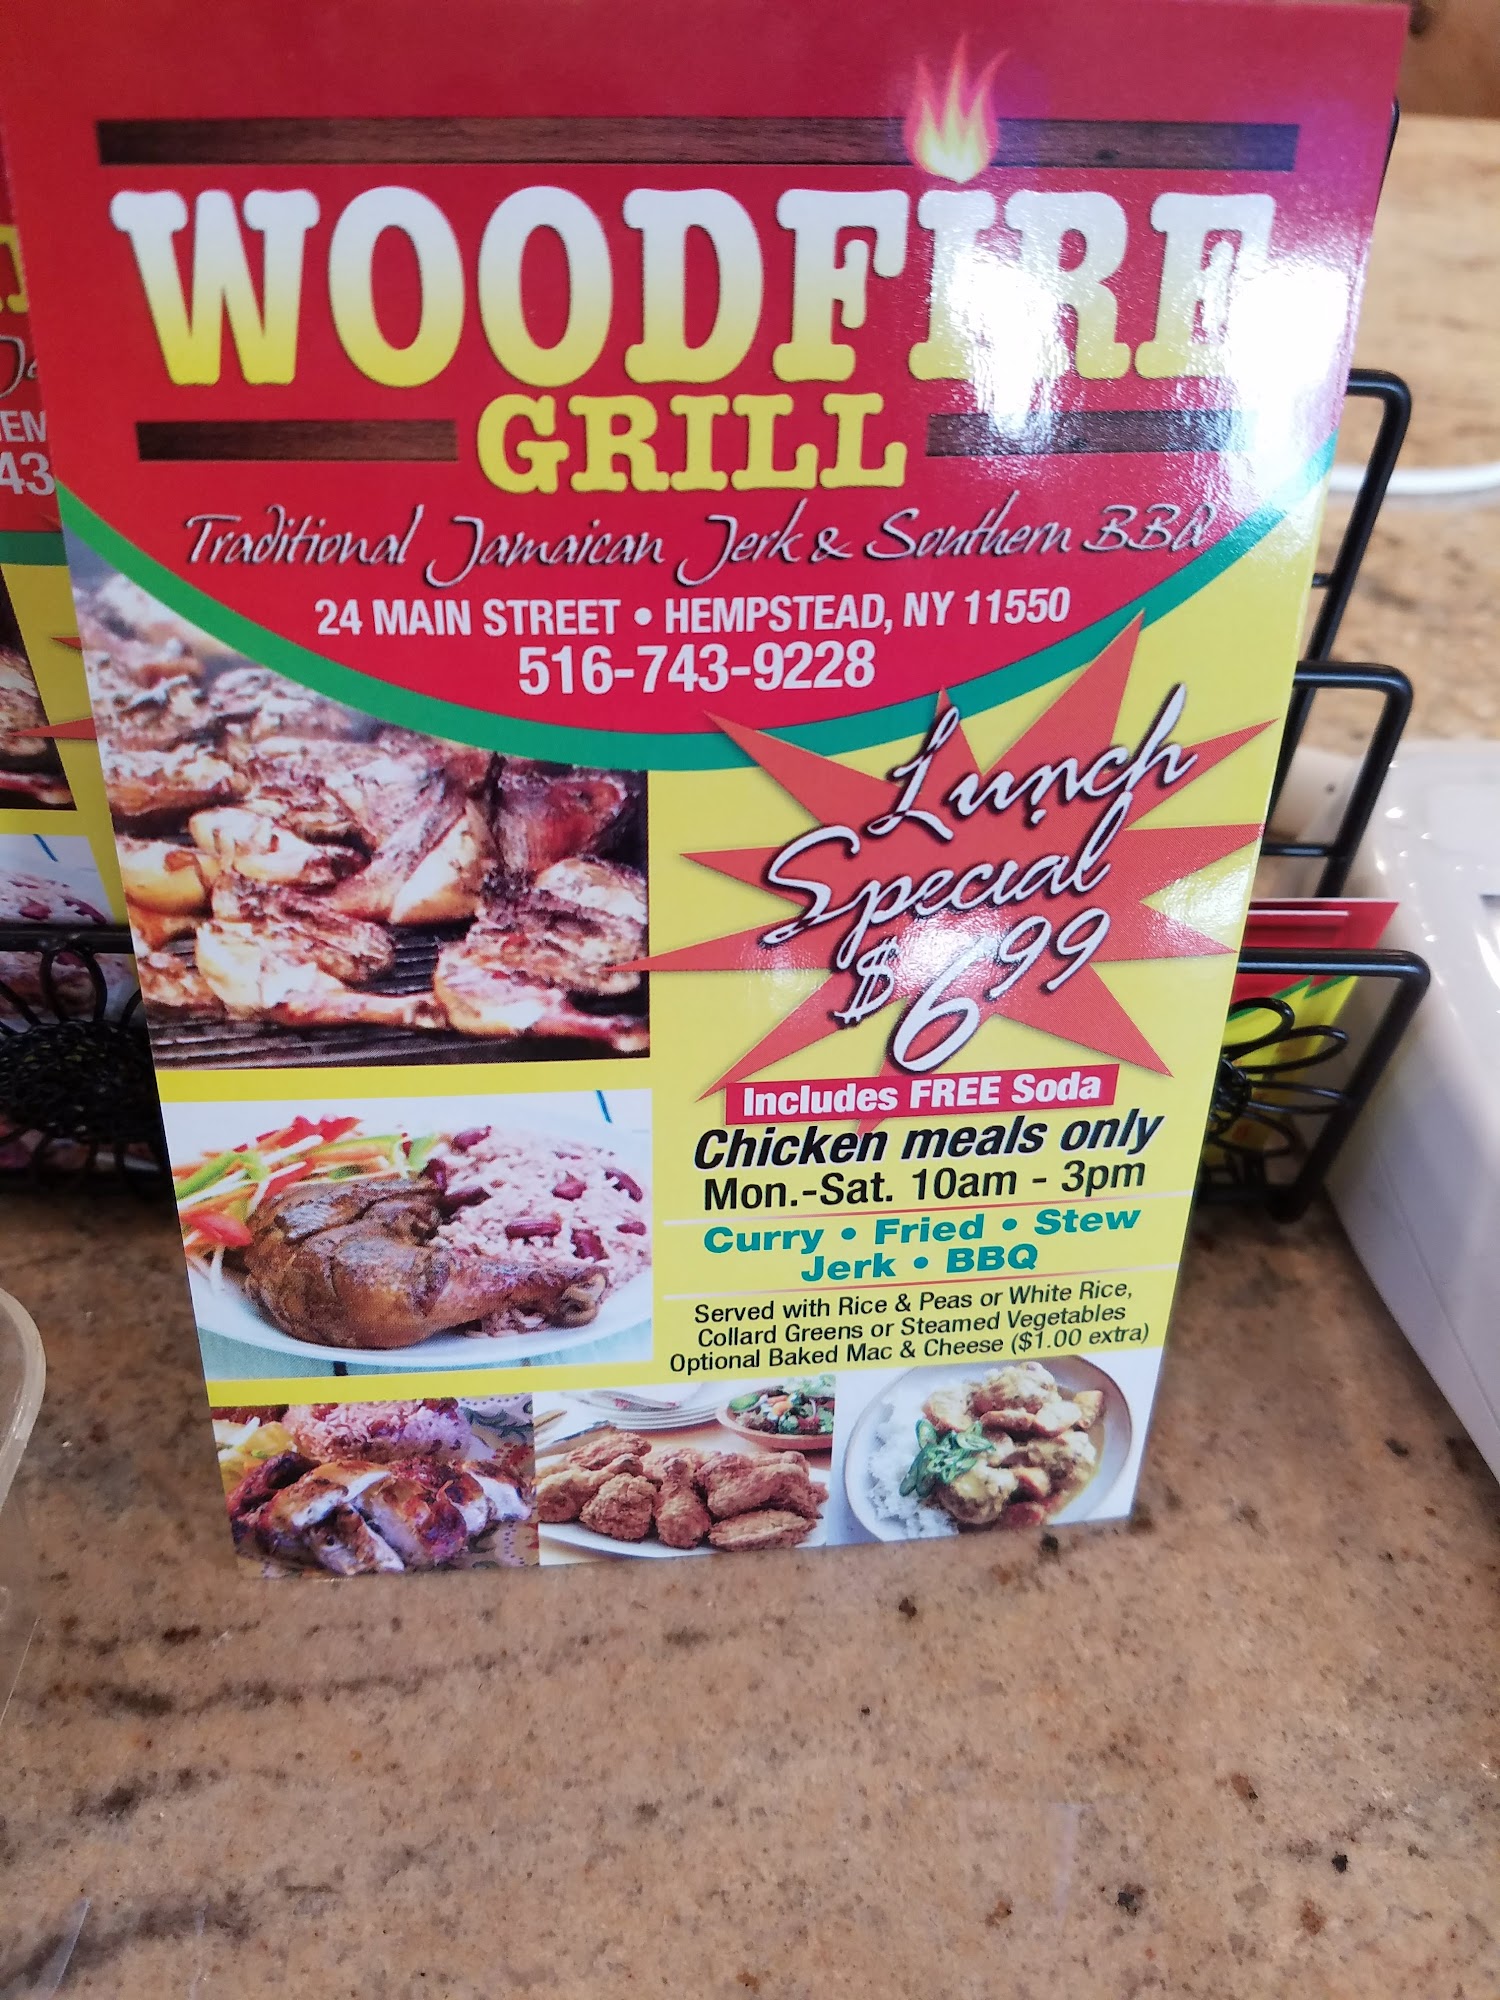 WOODFIRE
GRILL
Traditional Jamaican Jerk & Southern BBQ
24 MAIN STREET • HEMPSTEAD, NY 11550
516-743-9228
Lunch
Special
$6.99
Includes FREE Soda
Chicken meals only
Mon.-Sat. 10am - 3pm
Curry • Fried • Stew
Jerk • BBQ
Served with Rice & Peas or White Rice,
Collard Greens or Steamed Vegetables
Optional Baked Mac & Cheese ($1.00 extra)
43